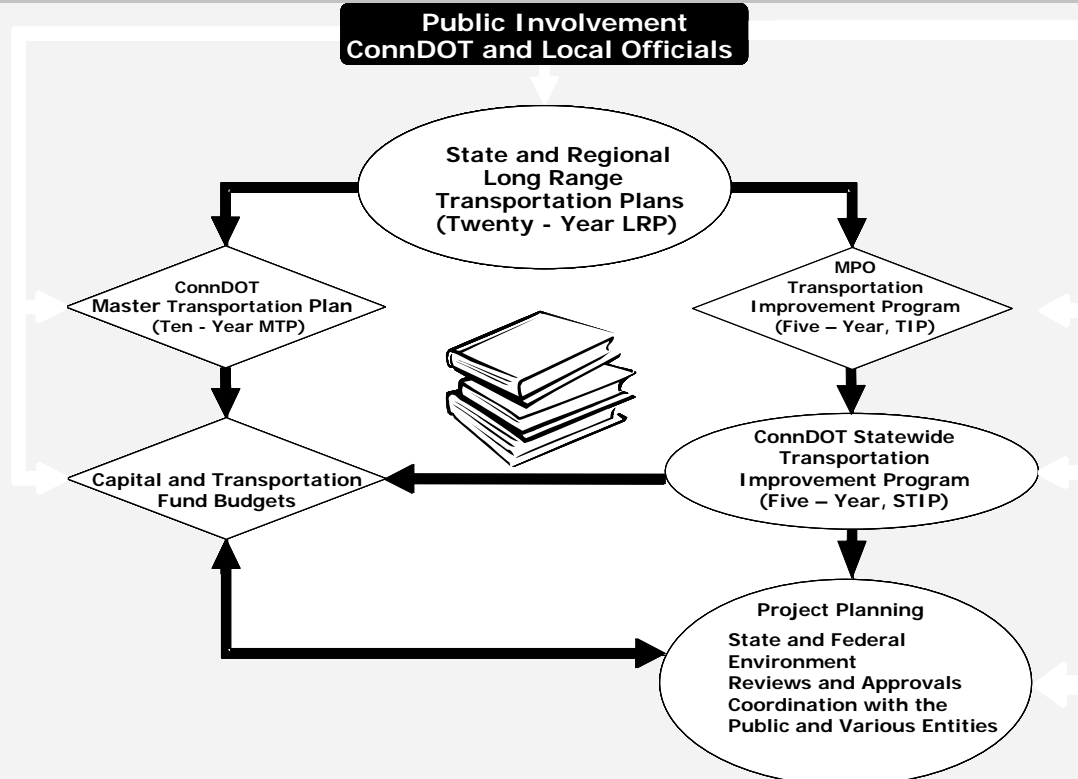 Public Involvement
ConnDOT and Local Officials
State and Regional
Long Range
Transportation Plans
(Twenty - Year LRP)
ConnDOT
Master Transportation Plan
(Ten - Year MTP)
MPO
Transportation
Improvement Program
(Five – Year, TIP)
Capital and Transportation
Fund Budgets
ConnDOT Statewide
Transportation
Improvement Program
(Five – Year, STIP)
Project Planning
State and Federal
Environment
Reviews and Approvals
Coordination with the
Public and Various Entities